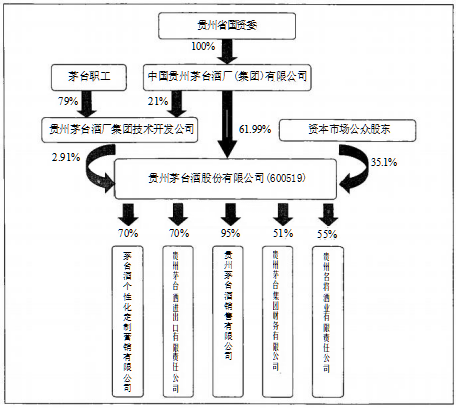 贵州省国资委
100%
茅台职工
中国贵州茅台酒厂(集团)有限公司
79%
21%
贵州茅台酒厂集团技术开发公司
61.99%
资本市场公众股东
2.91%
35.1%
贵州茅台酒股份有限公司(600519)
70%
70%
95%
51%
55%
茅台酒个性化定制营销有限公司
贵州茅台酒进出口有限责任公司
贵州茅台酒销售有限公司
贵州茅台集团财务有限公司
贵州名将酒业有限责任公司